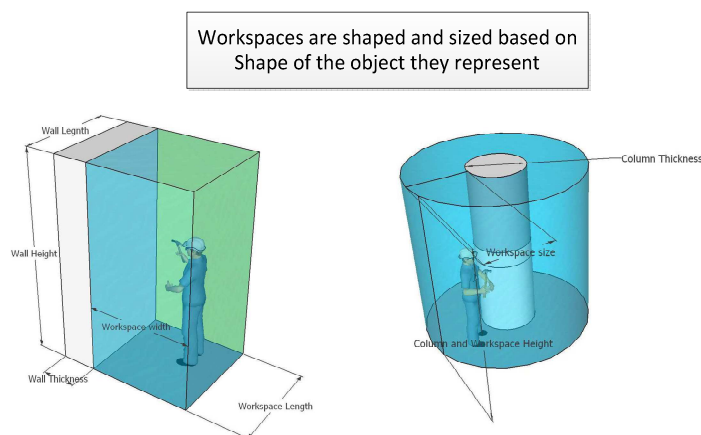 Workspaces are shaped and sized based on
Shape of the object they represent
Wall Legnth
Column Thickness
Wall Height
Workspace size
Workspace width
Column and Workspace Height
Wall Thickness
Workspace Length